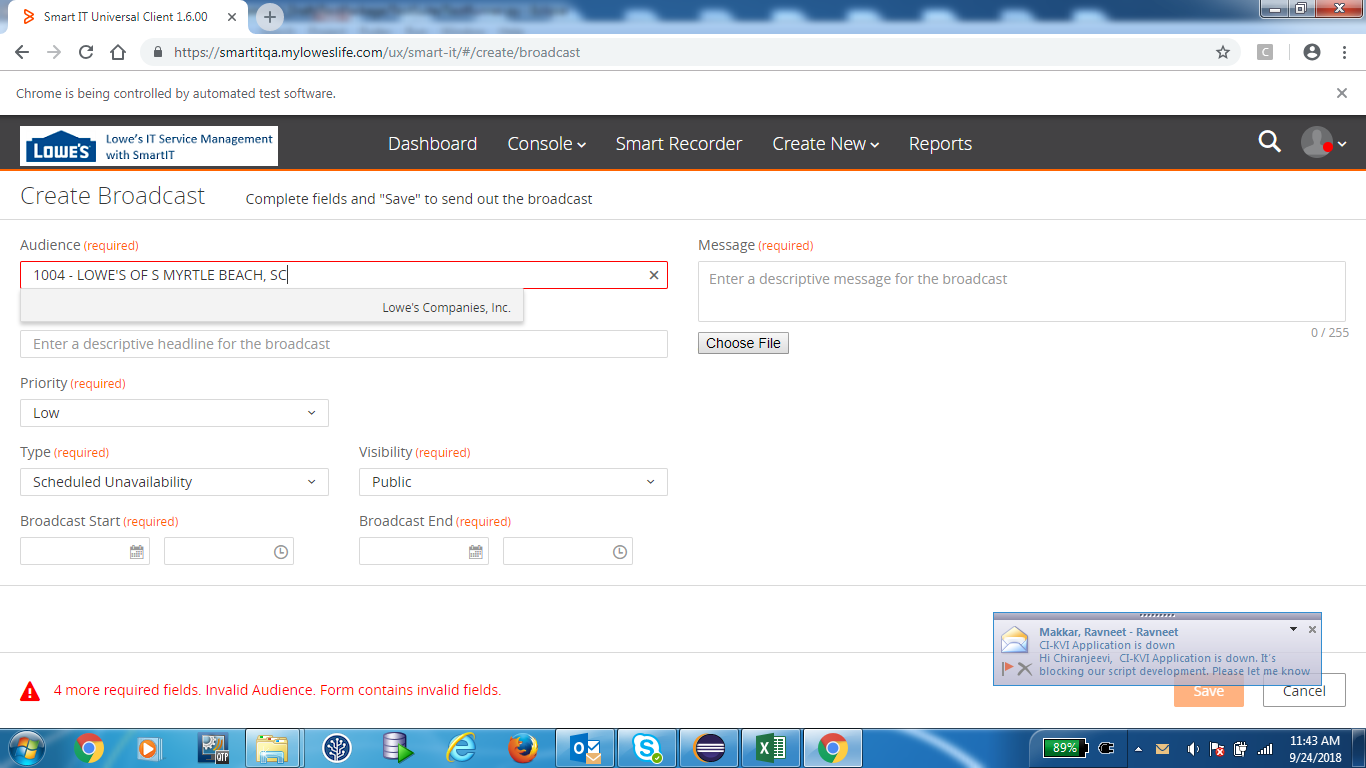 Smart IT Universal Client 1.6.00
https://smartitqa.myloweslife.com/ux/smart-it/#/create/broadcast
C
Chrome is being controlled by automated test software.
LOWE'S
Lowe's IT Service Management
with SmartIT
Dashboard Console Smart Recorder Create New Reports
Create Broadcast Complete fields and "Save" to send out the broadcast
Audience (required)
1004 - LOWE'S OF S MYRTLE BEACH, SC
Lowe's Companies, Inc.
Enter a descriptive headline for the broadcast
Message (required)
Enter a descriptive message for the broadcast
0 / 255
Choose File
Priority (required)
Low
Type (required)
Scheduled Unavailability
Visibility (required)
Public
Broadcast Start (required)
Broadcast End (required)
Makkar, Ravneet - Ravneet
CI-KVI Application is down
Hi Chiranjeevi, CI-KVI Application is down. It's
blocking our script development. Please let me know
4 more required fields. Invalid Audience. Form contains invalid fields.
Save
Cancel
QTP
89%
11:43 AM
9/24/2018